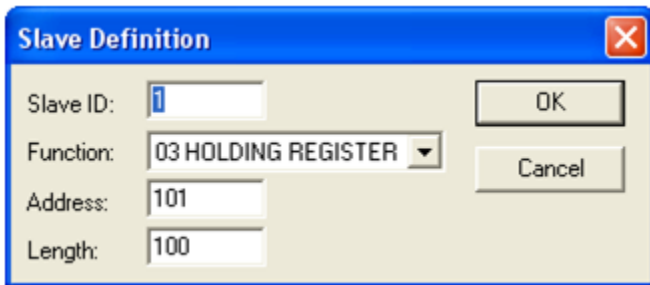 Slave Definition
Slave ID: 1 OK
Function: 03 HOLDING REGISTER Cancel
Address: 101
Length: 100